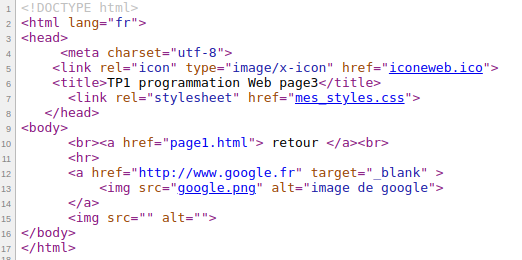 1 <!DOCTYPE html>
2 <html lang="fr">
3 <head>
4 <meta charset="utf-8">
5 <link rel="icon" type="image/x-icon" href="iconeweb.ico">
6 <title>TP1 programmation Web page3</title>
7 <link rel="stylesheet" href="mes_styles.css">
8 </head>
9 <body>
10 <br><a href="page1.html"> retour </a><br>
11 <hr>
12 <a href="http://www.google.fr" target="_blank" >
13 <img src="google.png" alt="image de google">
14 </a>
15 <img src="" alt="">
16 </body>
17 </html>
18